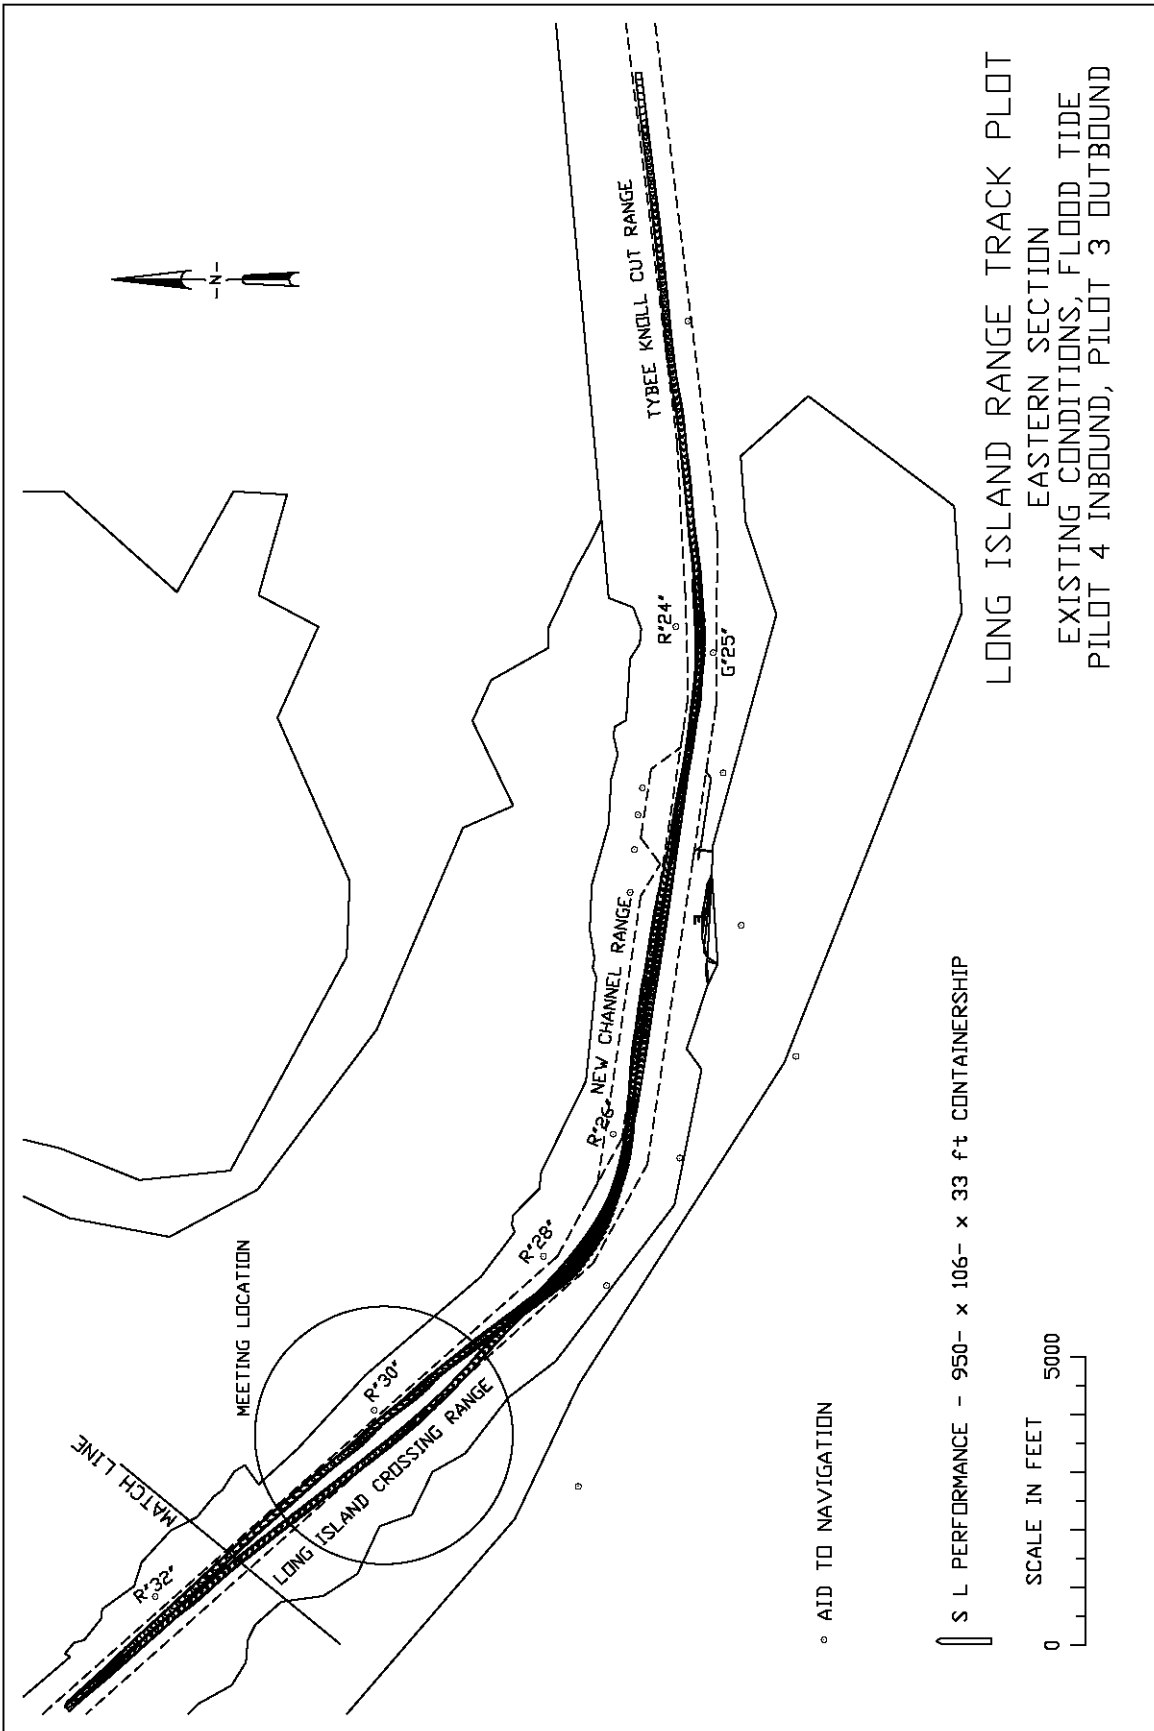 MATCH LINE
MEETING LOCATION
R"32"
R"30"
R"28"
R"26"
R"24"
G"25"
LONG ISLAND CROSSING RANGE
NEW CHANNEL RANGE
TYBEE KNOLL CUT RANGE
-N-
AID TO NAVIGATION
S L PERFORMANCE - 950- x 106- x 33 ft CONTAINERSHIP
SCALE IN FEET
0 5000
LONG ISLAND RANGE TRACK PLOT
EASTERN SECTION
EXISTING CONDITIONS, FLOOD TIDE
PILOT 4 INBOUND, PILOT 3 OUTBOUND